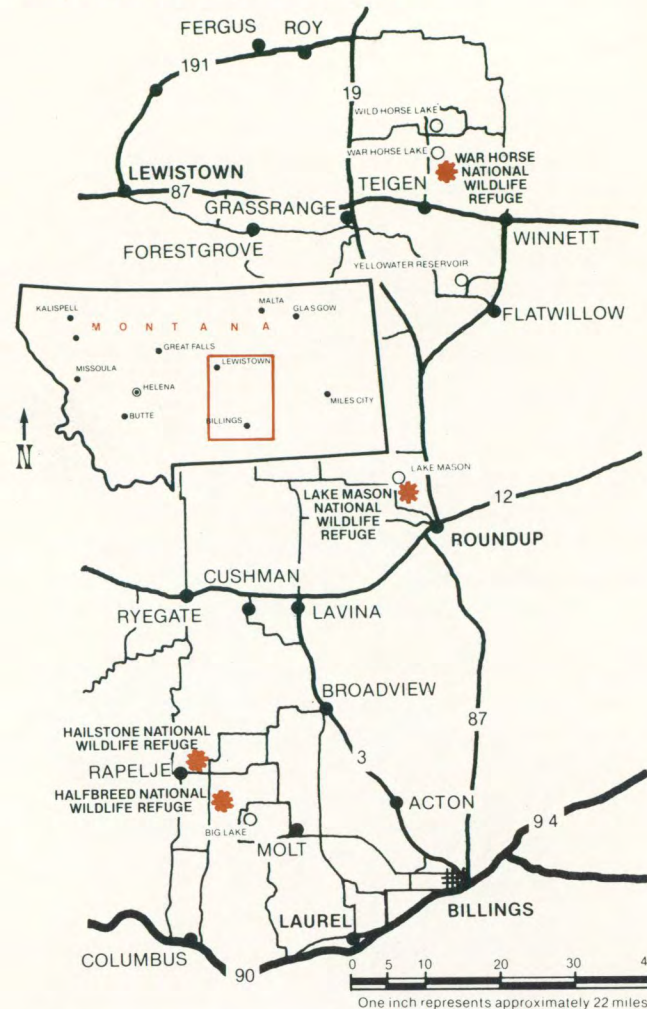 FERGUS
ROY
191
19
WILD HORSE LAKE
WAR HORSE LAKE
WAR HORSE
NATIONAL
WILDLIFE
REFUGE
LEWISTOWN
87
TEIGEN
GRASSRANGE
WINNETT
FORESTGROVE
YELLOWATER RESERVOIR
FLATWILLOW
KALISPELL
MALTA
GLASGOW
MONTANA
GREAT FALLS
LEWISTOWN
MISSOULA
HELENA
MILES CITY
BUTTE
BILLINGS
N
LAKE MASON
LAKE MASON
NATIONAL
WILDLIFE
REFUGE
12
ROUNDUP
CUSHMAN
RYEGATE
LAVINA
BROADVIEW
87
HAILSTONE NATIONAL
WILDLIFE REFUGE
3
RAPELJE
HALFBREED NATIONAL
WILDLIFE REFUGE
ACTON
94
BIG LAKE
MOLT
BILLINGS
LAUREL
COLUMBUS
90
0 5 10 20 30 4
One inch represents approximately 22 miles